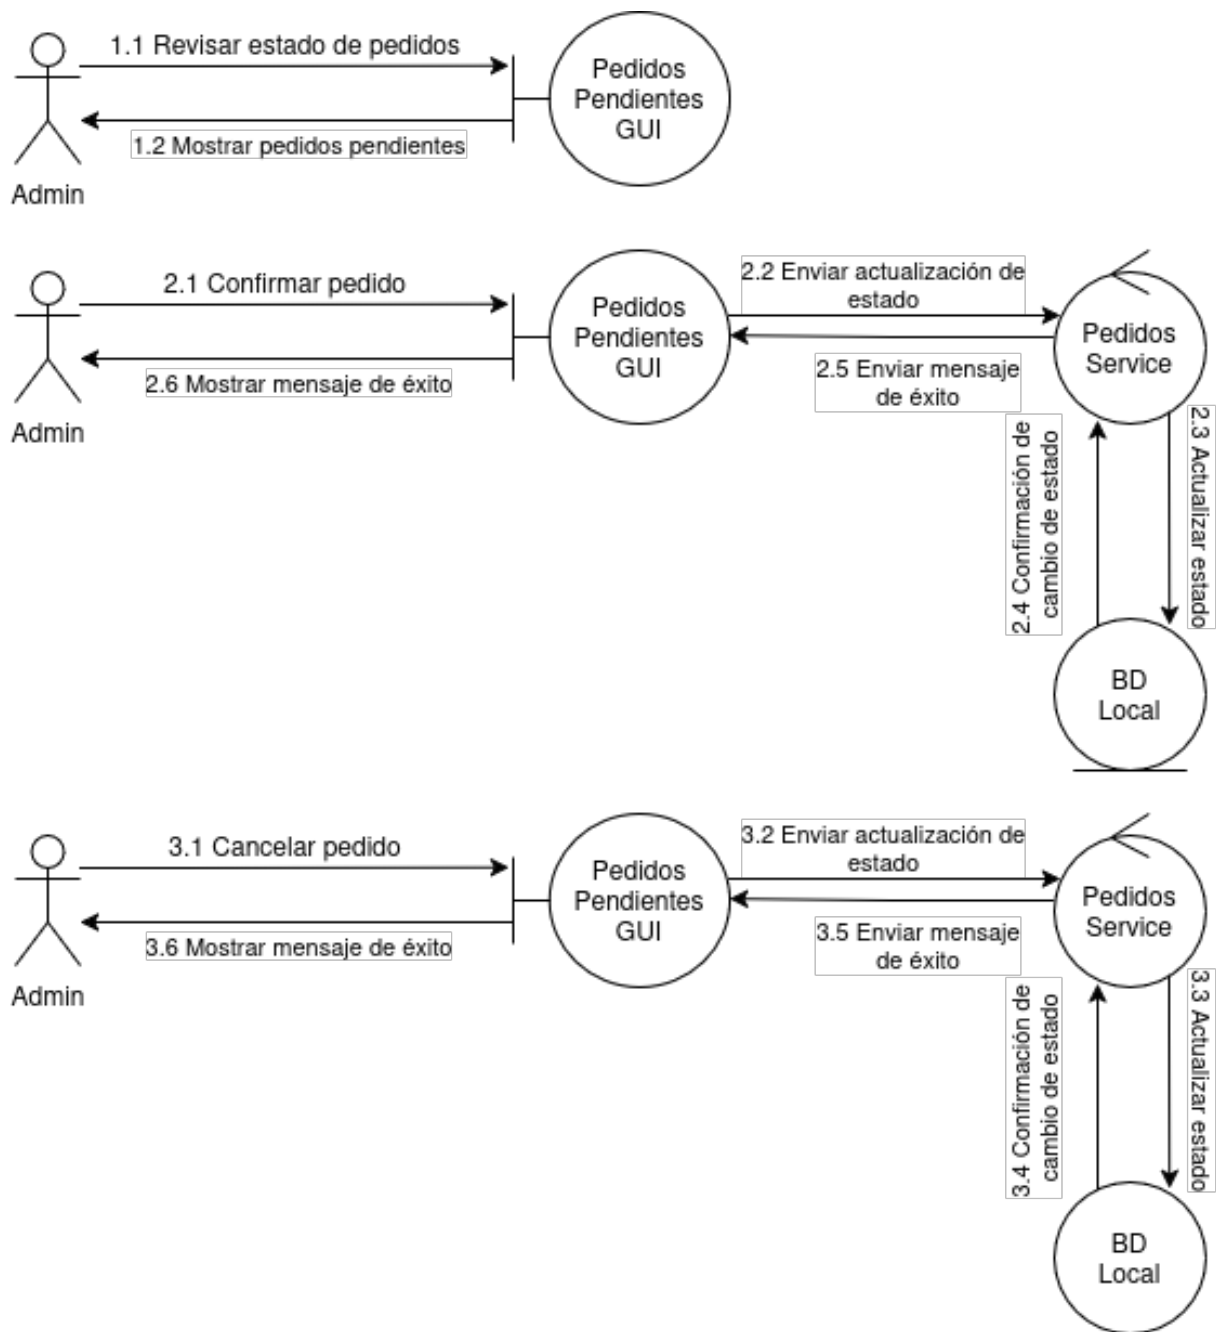 1.1 Revisar estado de pedidos
Pedidos
Pendientes
GUI
1.2 Mostrar pedidos pendientes
Admin
2.1 Confirmar pedido
Pedidos
Pendientes
GUI
2.2 Enviar actualización de
estado
Pedidos
Service
2.6 Mostrar mensaje de éxito
2.5 Enviar mensaje
de éxito
Admin
2.4 Confirmación de
cambio de estado
2.3 Actualizar estado
BD
Local
3.1 Cancelar pedido
Pedidos
Pendientes
GUI
3.2 Enviar actualización de
estado
Pedidos
Service
3.6 Mostrar mensaje de éxito
3.5 Enviar mensaje
de éxito
Admin
3.4 Confirmación de
cambio de estado
3.3 Actualizar estado
BD
Local